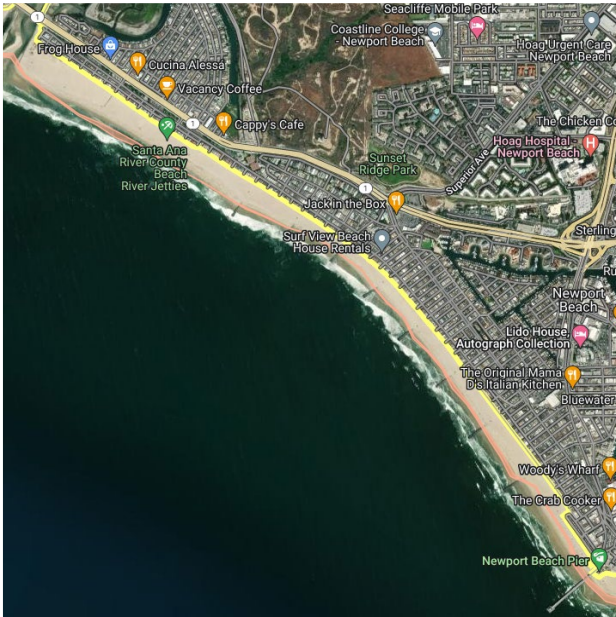 Seacliffe Mobile Park
1
Coastline College
- Newport Beach
Hoag Urgent Care
Newport Beach
Frog House
Cucina Alessa
Vacancy Coffee
1
Cappy's Cafe
The Chicken Co
Hoag Hospital
Newport Beach
Santa Ana
River County
Beach
River Jetties
Sunset
Ridge Park
Superior Ave
1
Jack in the Box
Sterling
Surf View Beach
House Rentals
Ru
Newport
Beach
Lido House,
Autograph Collection
The Original Mama
D's Italian Kitchen
Bluewater
Woody's Wharf
The Crab Cooker
Newport Beach Pier